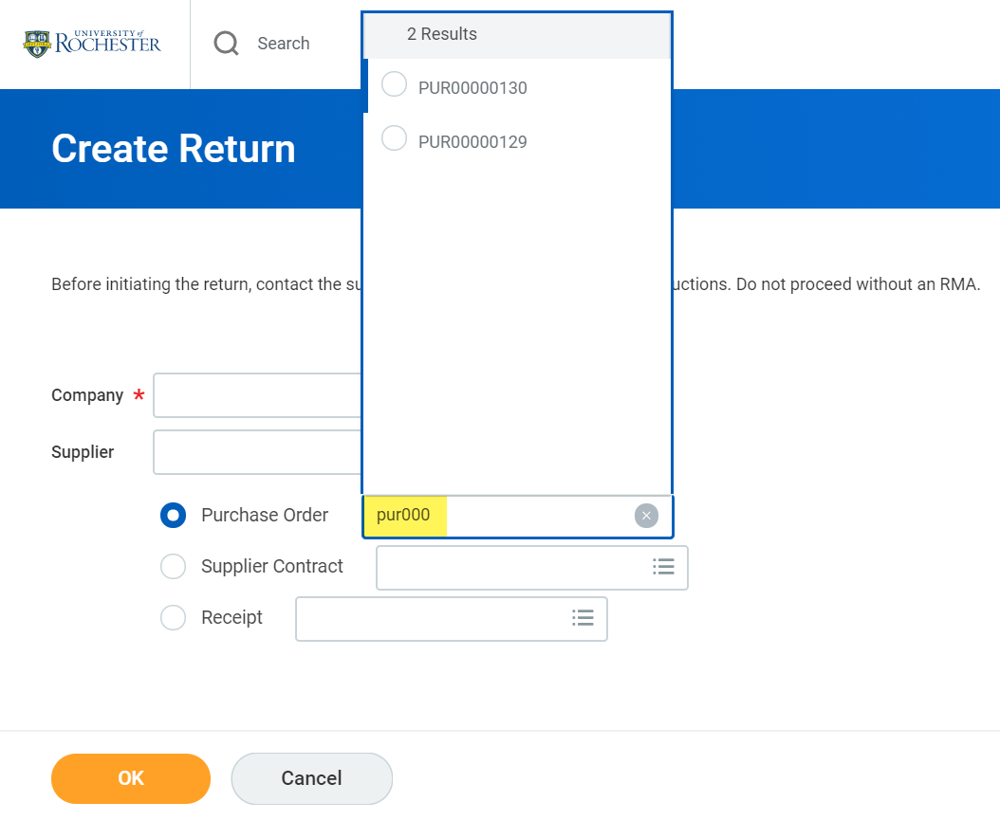 UNIVERSITY of
ROCHESTER
Search
2 Results
PUR00000130
PUR00000129
Create Return
Before initiating the return, contact the su
uctions. Do not proceed without an RMA.
Company *
Supplier
Purchase Order
pur000
Supplier Contract
Receipt
OK
Cancel